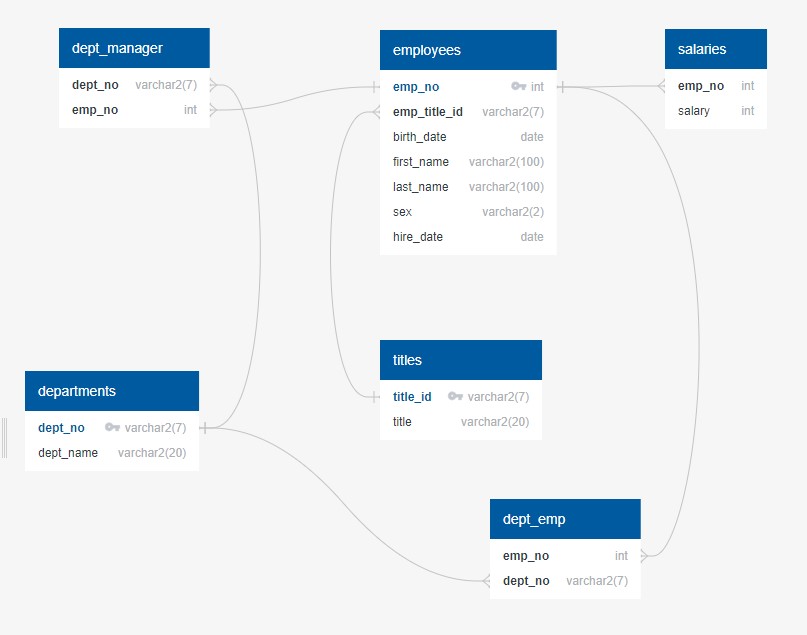 dept_manager
dept_no varchar2(7)
emp_no int
employees
emp_no int
emp_title_id varchar2(7)
birth_date date
first_name varchar2(100)
last_name varchar2(100)
sex varchar2(2)
hire_date date
salaries
emp_no int
salary int
departments
dept_no varchar2(7)
dept_name varchar2(20)
titles
title_id varchar2(7)
title varchar2(20)
dept_emp
emp_no int
dept_no varchar2(7)